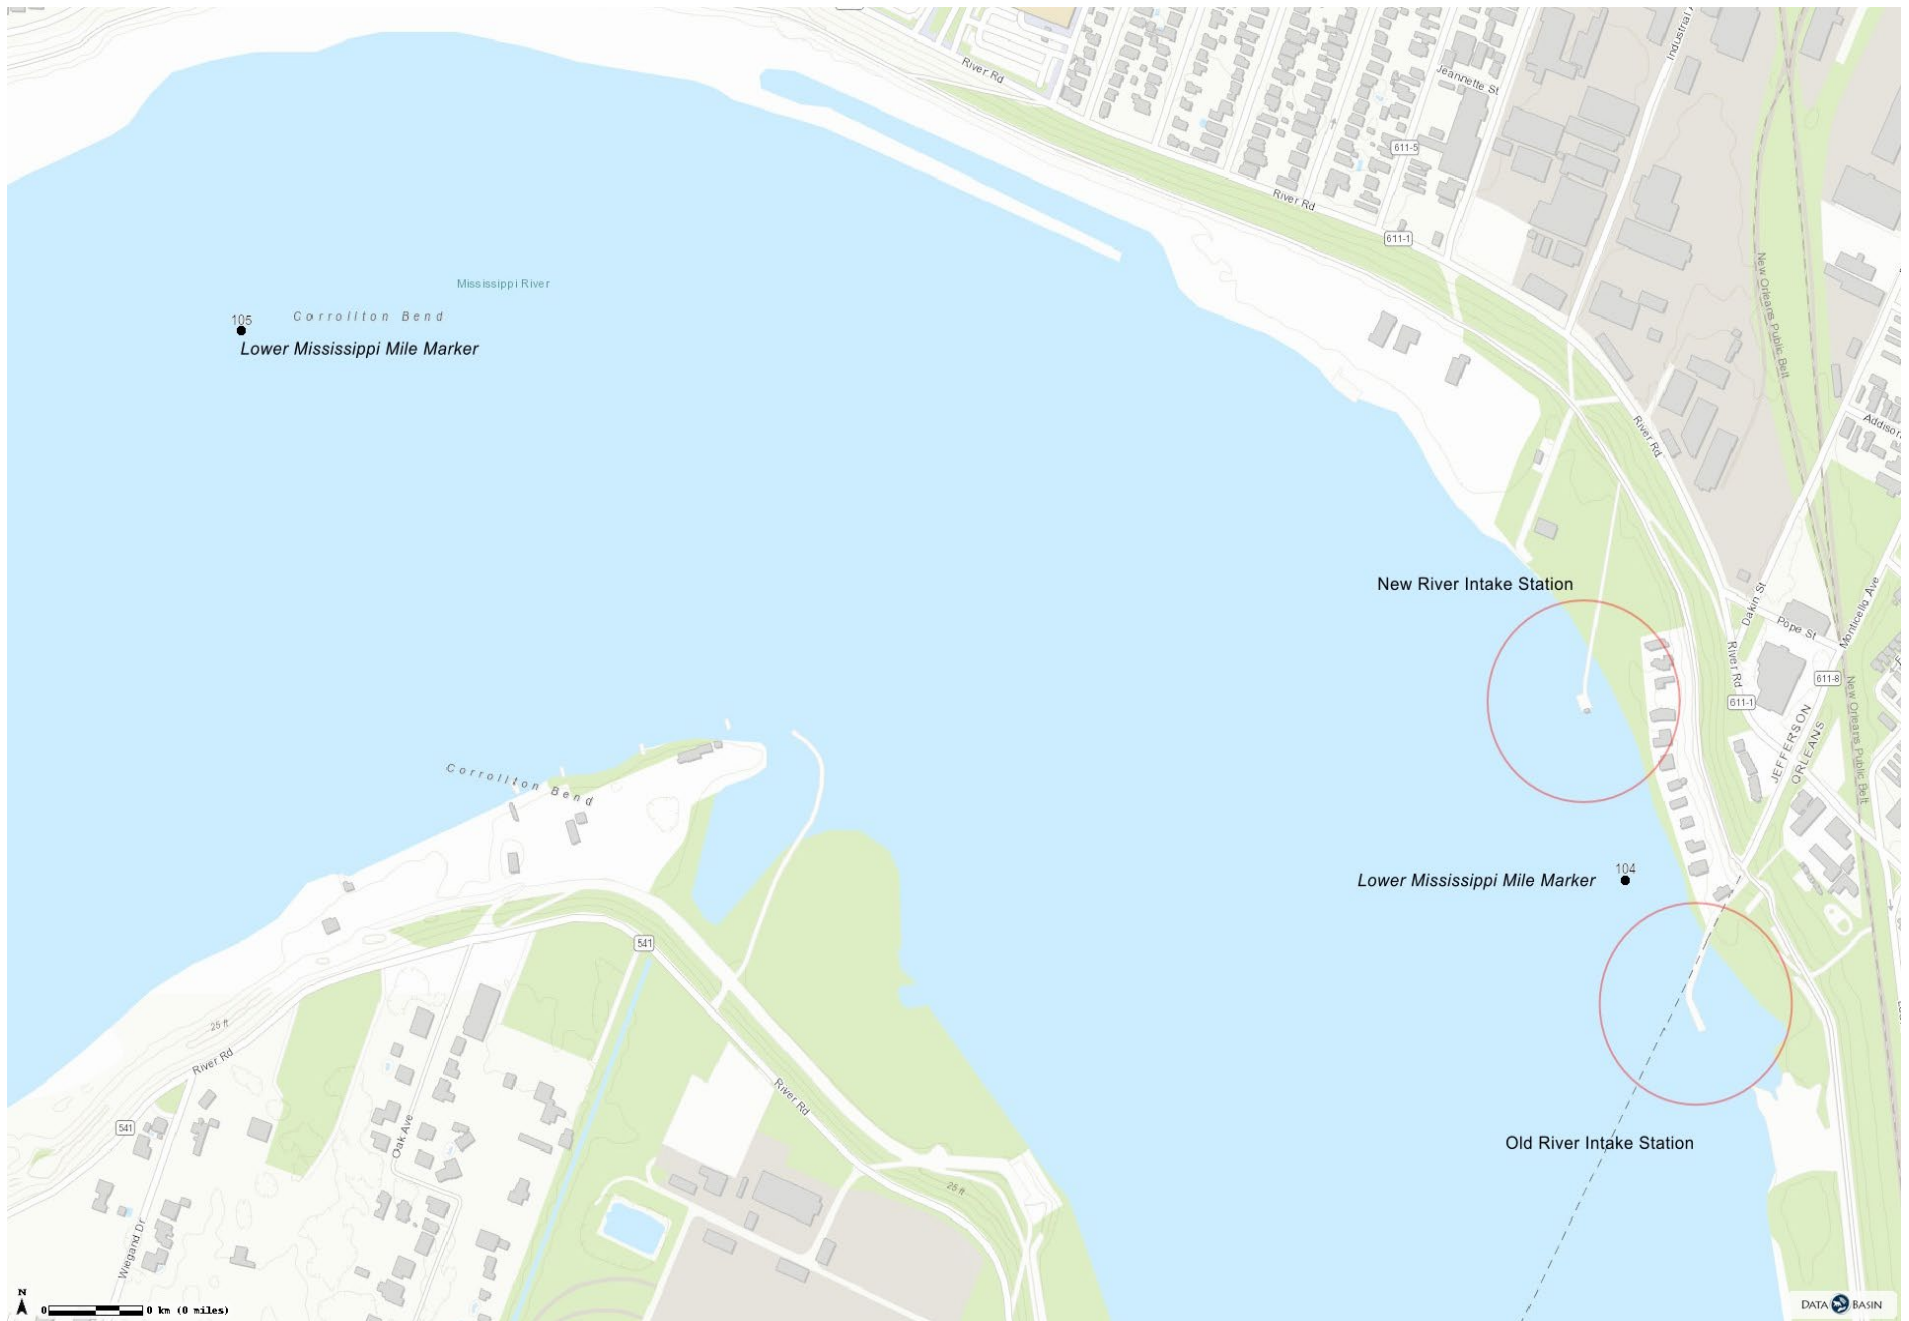 River Rd
Industrial
Jeannette St
611-5
River Rd
611-1
New Orleans Public Belt
Mississippi River
Corrollton Bend
105
Lower Mississippi Mile Marker
River Rd
Addison
New River Intake Station
Dakin St
Monticello Ave
Pope St
River Rd
611-8
611-1
JEFFERSON
ORLEANS
New Orleans Public Belt
Corrollton Bend
104
Lower Mississippi Mile Marker
541
25 ft
River Rd
River Rd
541
Oak Ave
Old River Intake Station
25 ft
Wiegand Dr
N
0 0 km (0 miles)
DATA BASIN